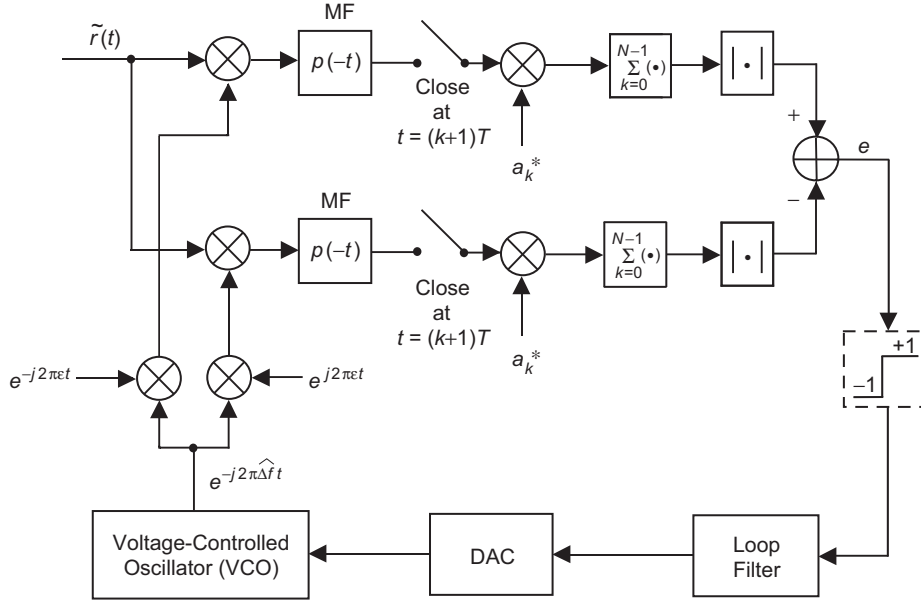 MF
r̃(t)
p(−t)
Close
at
t = (k+1)T
a_k*
N−1
Σ (•)
k=0
| • |
+
e
−
MF
p(−t)
Close
at
t = (k+1)T
a_k*
N−1
Σ (•)
k=0
| • |
+1
−1
e^{−j2πεt}
e^{j2πεt}
e^{−j2π\widehat{Δf}t}
Voltage-Controlled
Oscillator (VCO)
DAC
Loop
Filter